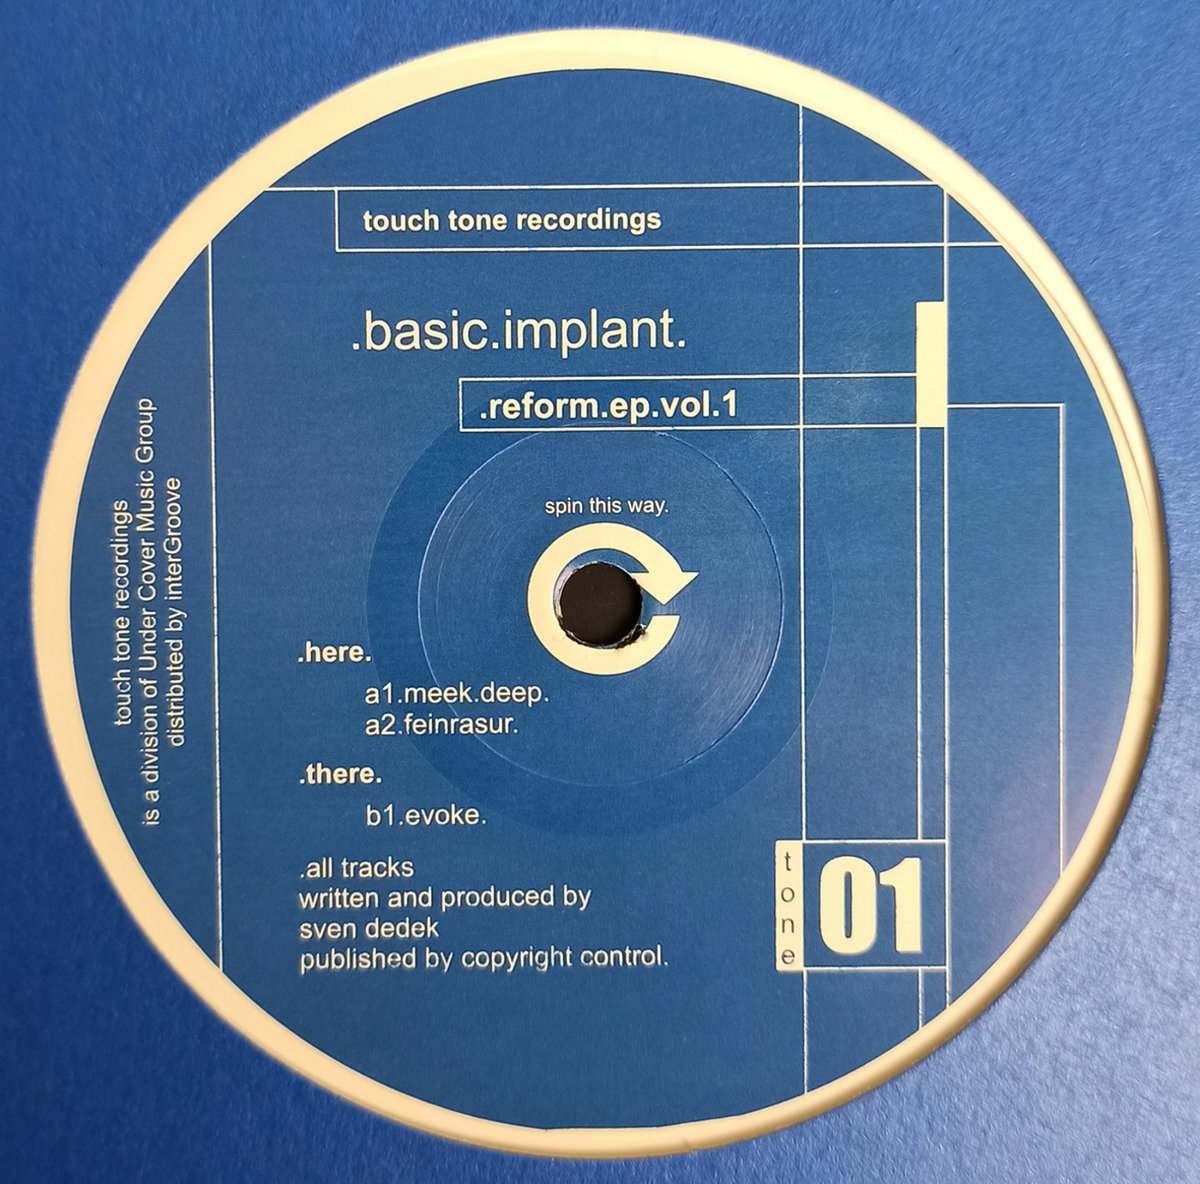 touch tone recordings
.basic.implant.
.reform.ep.vol.1
spin this way.
.here.
a1.meek.deep.
a2.feinrasur.
.there.
b1.evoke.
.all tracks
written and produced by
sven dedek
published by copyright control.
tone
01
touch tone recordings
is a division of Under Cover Music Group
distributed by interGroove